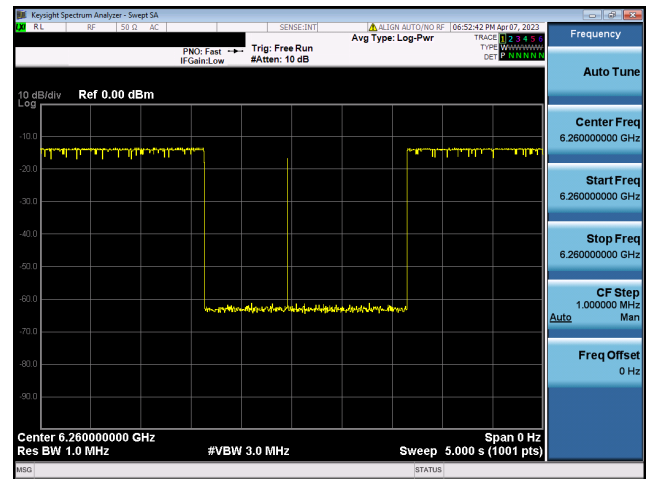 Keysight Spectrum Analyzer - Swept SA
RL RF 50 Ω AC SENSE:INT ALIGN AUTO/NO RF 06:52:42 PM Apr 07, 2023
PNO: Fast
IFGain:Low
Trig: Free Run
#Atten: 10 dB
Avg Type: Log-Pwr
TRACE 1 2 3 4 5 6
TYPE WWWWWW
DET P N N N N N
10 dB/div Ref 0.00 dBm
Log
-10.0
-20.0
-30.0
-40.0
-50.0
-60.0
-70.0
-80.0
-90.0
Center 6.260000000 GHz Span 0 Hz
Res BW 1.0 MHz #VBW 3.0 MHz Sweep 5.000 s (1001 pts)
MSG STATUS
Frequency
Auto Tune
Center Freq
6.260000000 GHz
Start Freq
6.260000000 GHz
Stop Freq
6.260000000 GHz
CF Step
1.000000 MHz
Auto Man
Freq Offset
0 Hz